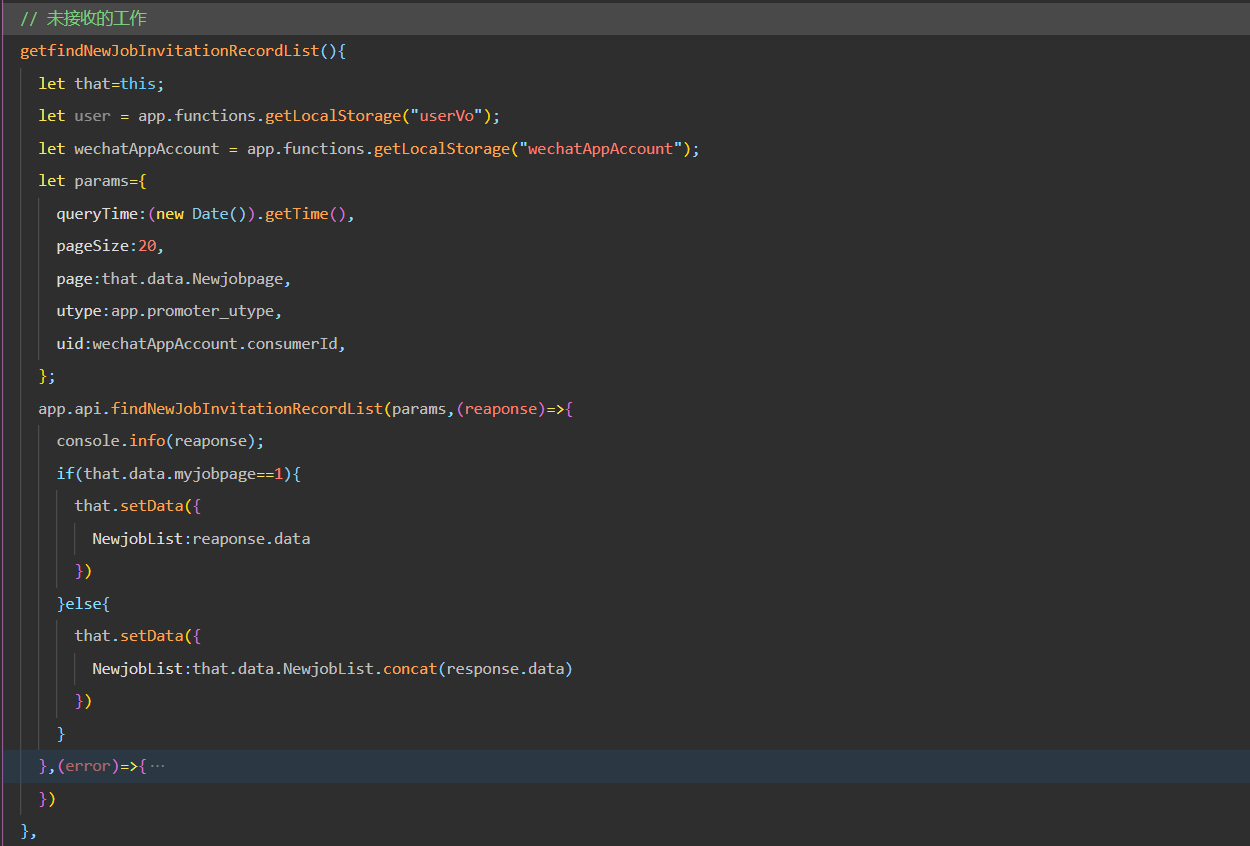 // 未接收的工作
getfindNewJobInvitationRecordList(){
let that=this;
let user = app.functions.getLocalStorage("userVo");
let wechatAppAccount = app.functions.getLocalStorage("wechatAppAccount");
let params={
queryTime:(new Date()).getTime(),
pageSize:20,
page:that.data.Newjobpage,
utype:app.promoter_utype,
uid:wechatAppAccount.consumerId,
};
app.api.findNewJobInvitationRecordList(params,(reaponse)=>{
console.info(reaponse);
if(that.data.myjobpage==1){
that.setData({
NewjobList:reaponse.data
})
}else{
that.setData({
NewjobList:that.data.NewjobList.concat(response.data)
})
}
},(error)=>{···
})
},